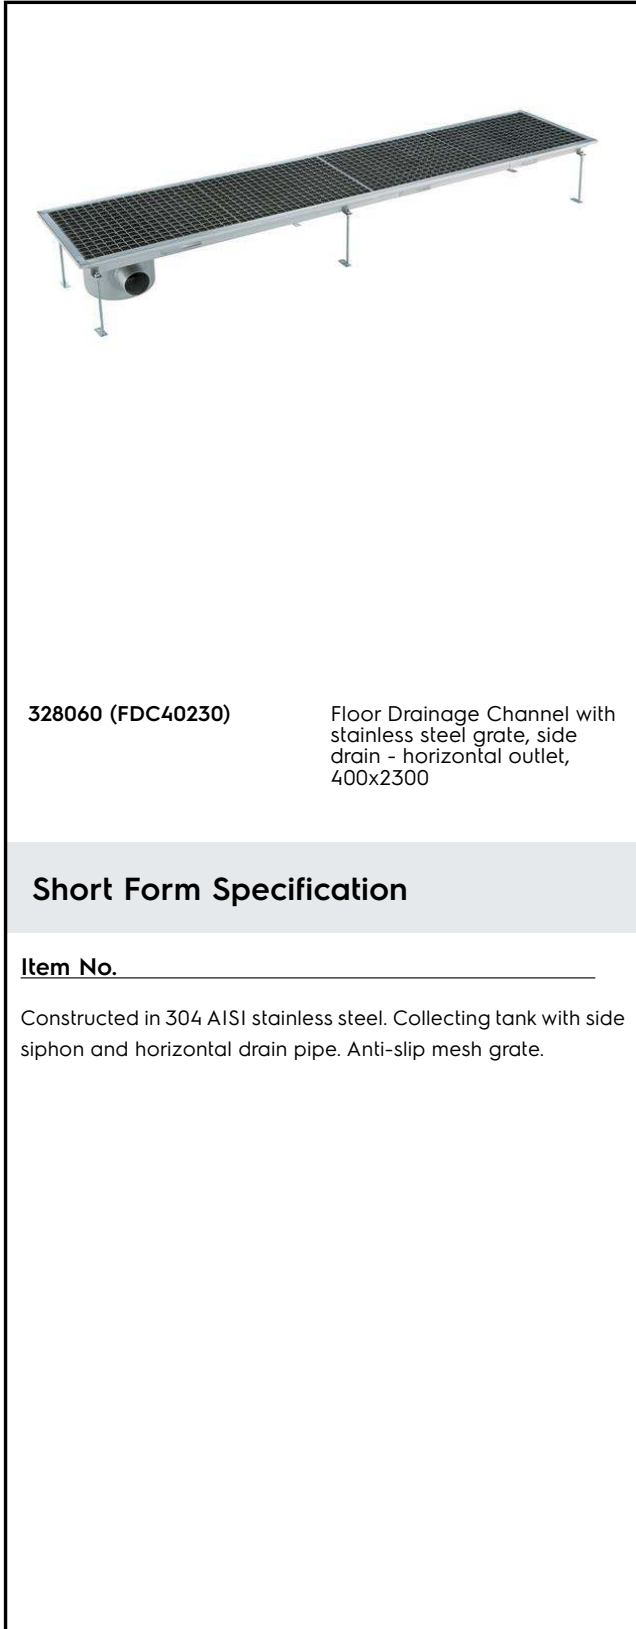 328060 (FDC40230)
Floor Drainage Channel with
stainless steel grate, side
drain - horizontal outlet,
400x2300
Short Form Specification
Item No.
Constructed in 304 AISI stainless steel. Collecting tank with side
siphon and horizontal drain pipe. Anti-slip mesh grate.